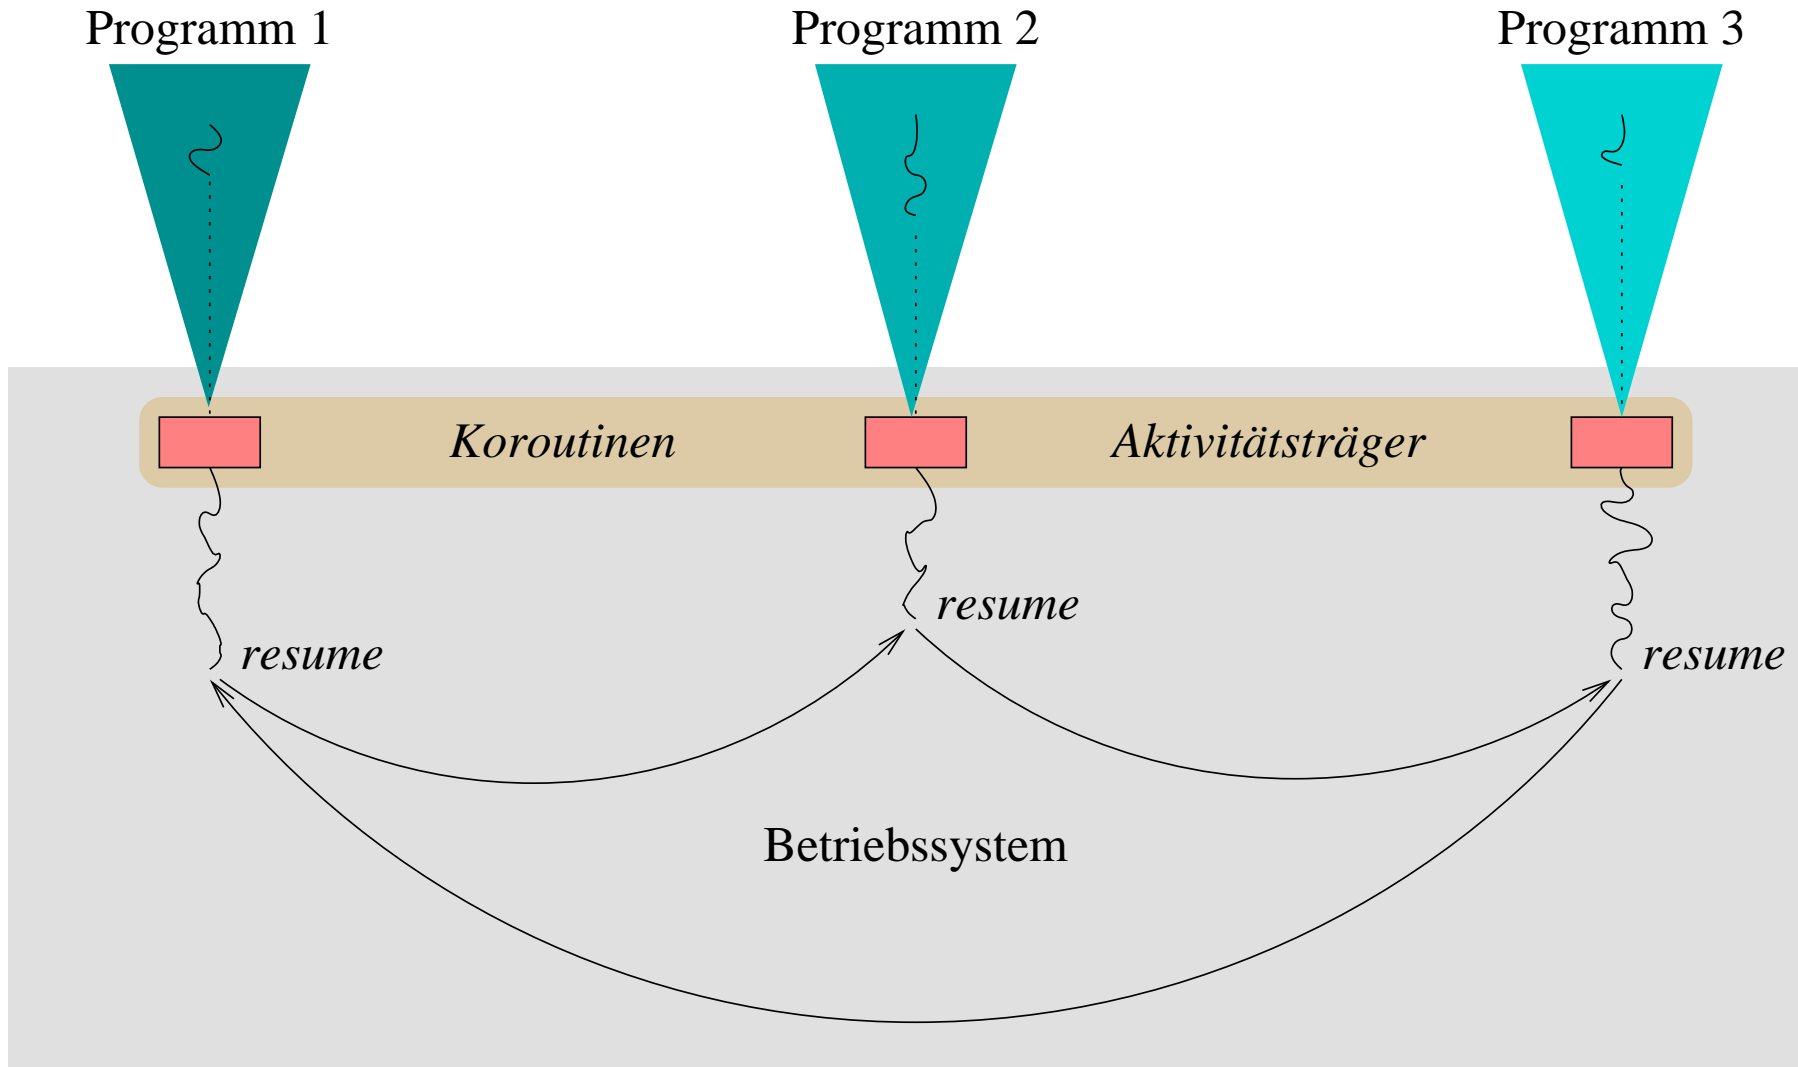 Programm 1
Programm 2
Programm 3
Koroutinen
Aktivitätsträger
resume
resume
resume
Betriebssystem